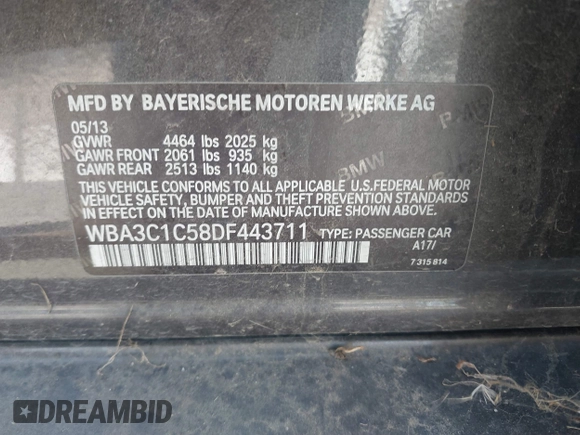 MFD BY BAYERISCHE MOTOREN WERKE AG
05/13
GVWR 4464 lbs 2025 kg
GAWR FRONT 2061 lbs 935 kg
GAWR REAR 2513 lbs 1140 kg
THIS VEHICLE CONFORMS TO ALL APPLICABLE U.S.FEDERAL MOTOR
VEHICLE SAFETY, BUMPER AND THEFT PREVENTION STANDARDS
IN EFFECT ON THE DATE OF MANUFACTURE SHOWN ABOVE.
WBA3C1C58DF443711 TYPE: PASSENGER CAR
A17/
7 315 814
BMW
BMW
DREAMBID